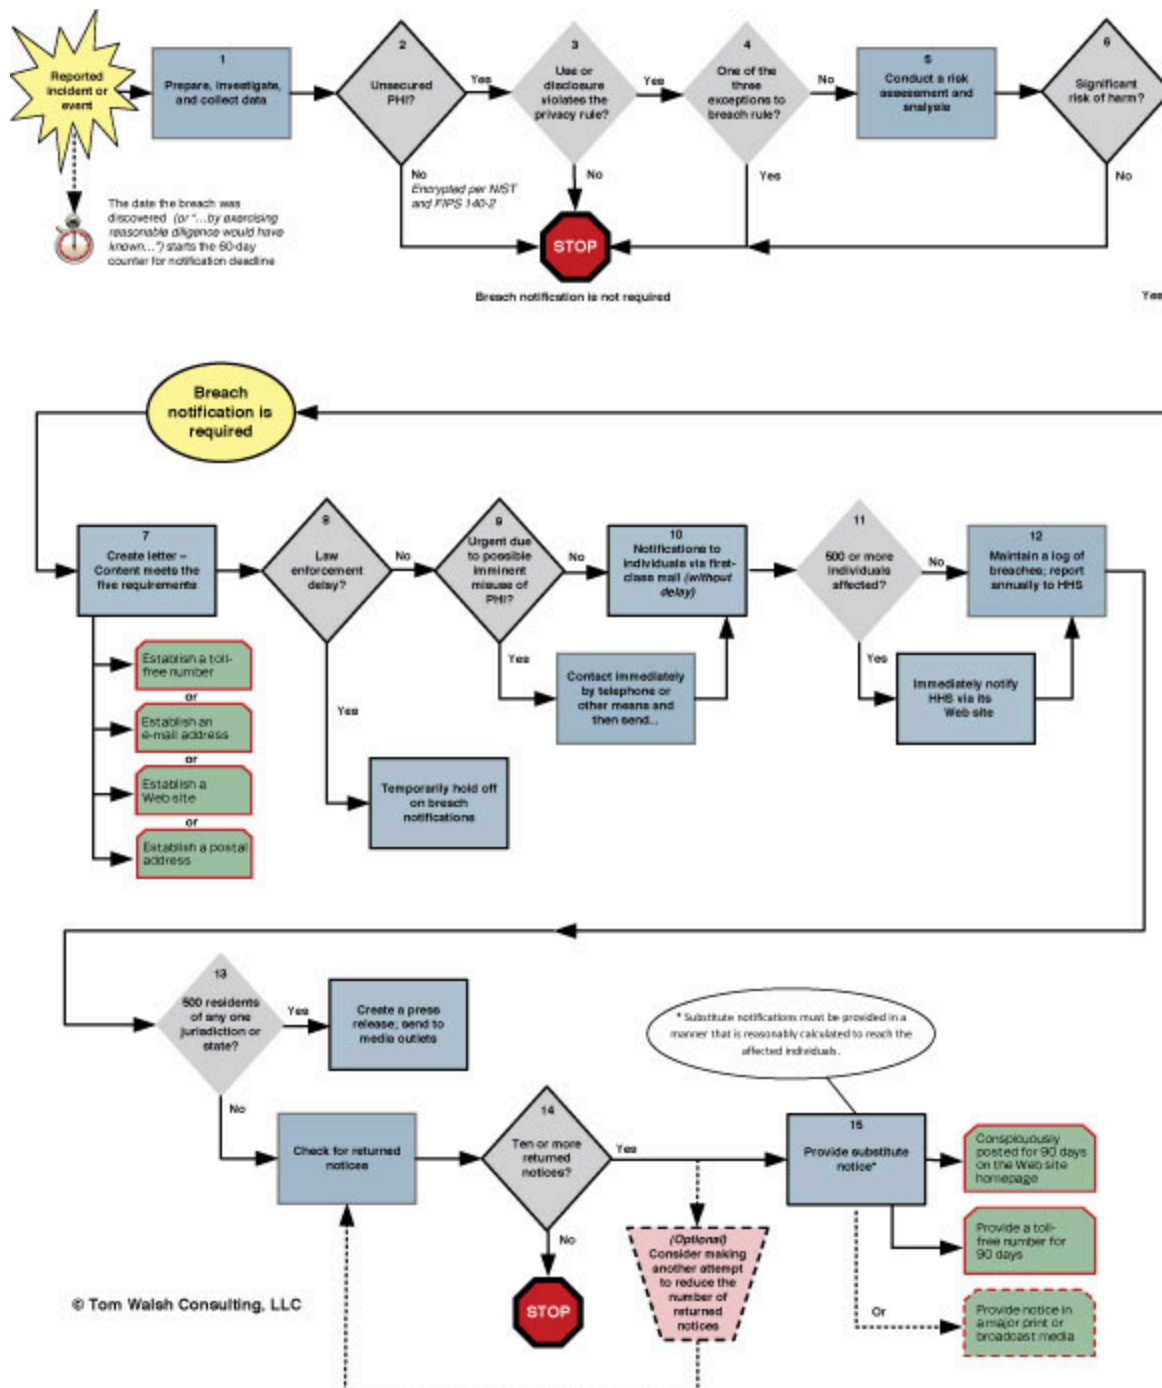 1
Reported
incident or
event
Prepare, investigate,
and collect data
2
Unsecured
PHI?
Yes
3
Use or
disclosure
violates the
privacy rule?
Yes
4
One of the
three
exceptions to
breach rule?
No
5
Conduct a risk
assessment and
analysis
6
Significant
risk of harm?
No
Encrypted per NIST
and FIPS 140-2
No
Yes
No
The date the breach was
discovered (or "...by exercising
reasonable diligence would have
known...") starts the 60-day
counter for notification deadline
STOP
Breach notification is not required
Yes
Breach
notification is
required
7
Create letter –
Content meets the
five requirements
8
Law
enforcement
delay?
No
9
Urgent due
to possible
imminent
misuse of
PHI?
No
10
Notifications to
individuals via first-
class mail (without
delay)
11
500 or more
individuals
affected?
No
12
Maintain a log of
breaches; report
annually to HHS
Establish a toll-
free number
or
Establish an
e-mail address
or
Establish a
Web site
or
Establish a postal
address
Yes
Temporarily hold off
on breach
notifications
Yes
Contact immediately
by telephone or
other means and
then send...
Yes
Immediately notify
HHS via its
Web site
13
500 residents
of any one
jurisdiction or
state?
Yes
Create a press
release; send to
media outlets
* Substitute notifications must be provided in a
manner that is reasonably calculated to reach the
affected individuals.
No
Check for returned
notices
14
Ten or more
returned
notices?
Yes
15
Provide substitute
notice*
Conspicuously
posted for 90 days
on the Web site
homepage
Provide a toll-
free number for
90 days
Or
Provide notice in
a major print or
broadcast media
No
STOP
(Optional)
Consider making
another attempt
to reduce the
number of
returned
notices
© Tom Walsh Consulting, LLC